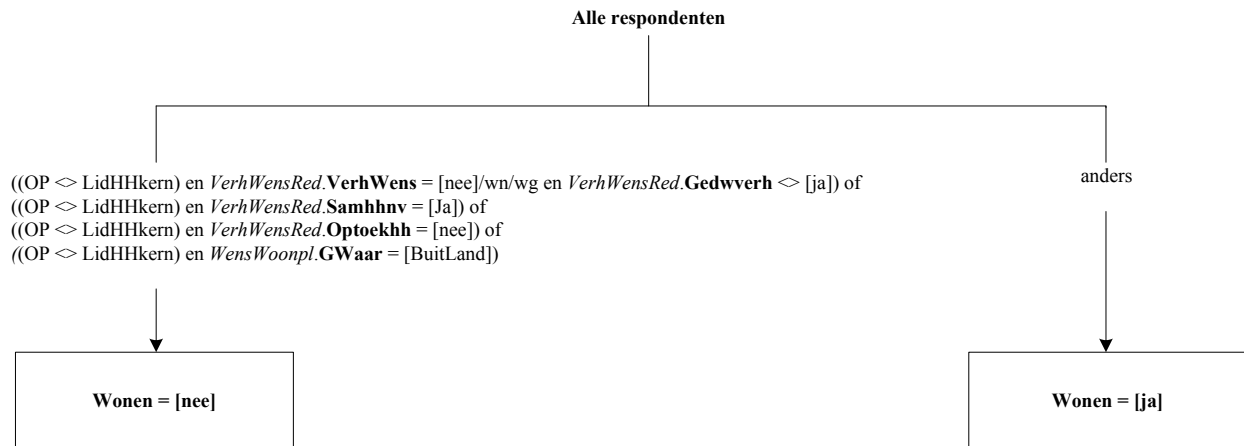 Alle respondenten
((OP <> LidHHkern) en VerhWensRed.VerhWens = [nee]/wn/wg en VerhWensRed.Gedwverh <> [ja]) of
((OP <> LidHHkern) en VerhWensRed.Samhhnv = [Ja]) of
((OP <> LidHHkern) en VerhWensRed.Optoekhh = [nee]) of
((OP <> LidHHkern) en WensWoonpl.GWaar = [BuitLand])
anders
Wonen = [nee]
Wonen = [ja]